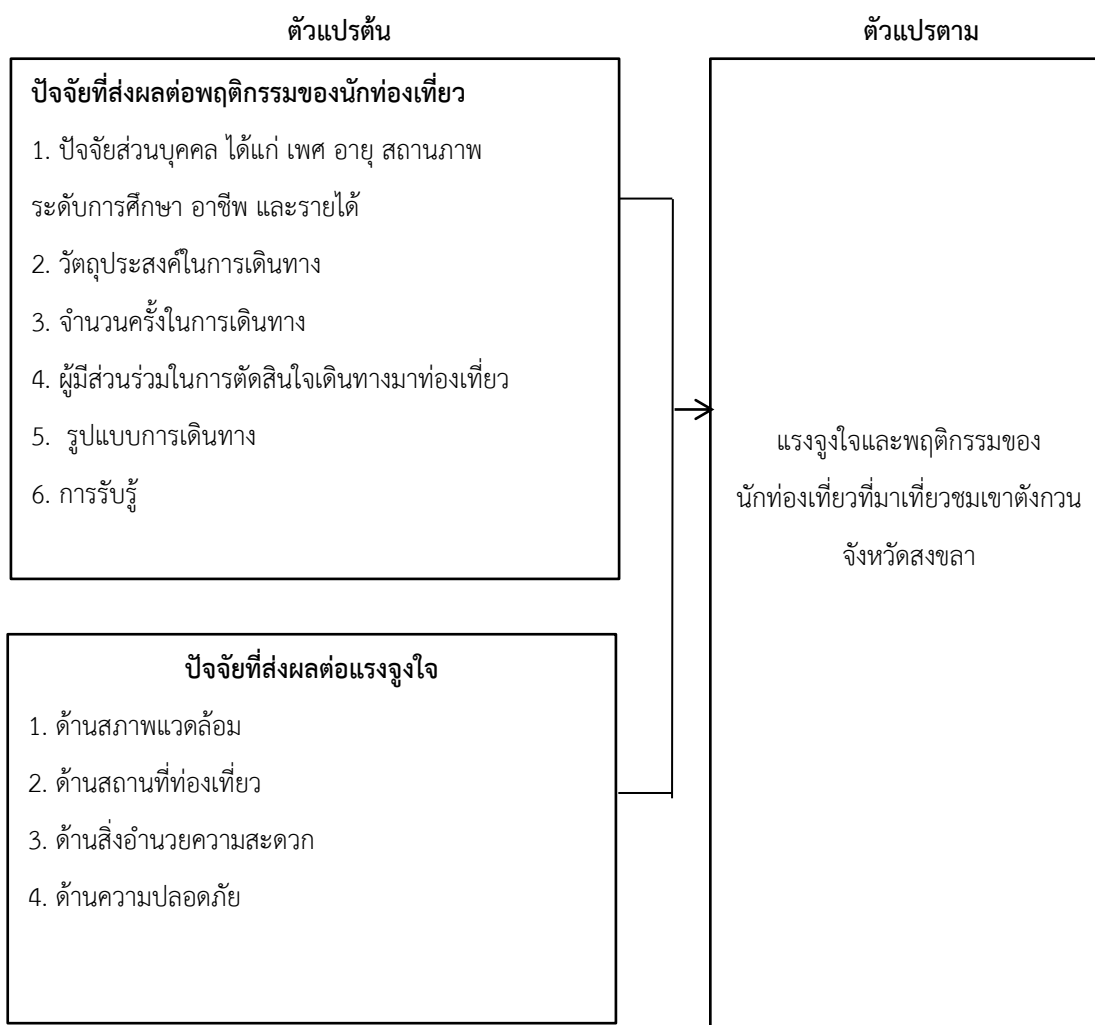 ตัวแปรต้น
ตัวแปรตาม
ปัจจัยที่ส่งผลต่อพฤติกรรมของนักท่องเที่ยว
1. ปัจจัยส่วนบุคคล ได้แก่ เพศ อายุ สถานภาพ
ระดับการศึกษา อาชีพ และรายได้
2. วัตถุประสงค์ในการเดินทาง
3. จำนวนครั้งในการเดินทาง
4. ผู้มีส่วนร่วมในการตัดสินใจเดินทางมาท่องเที่ยว
5. รูปแบบการเดินทาง
6. การรับรู้
ปัจจัยที่ส่งผลต่อแรงจูงใจ
1. ด้านสภาพแวดล้อม
2. ด้านสถานที่ท่องเที่ยว
3. ด้านสิ่งอำนวยความสะดวก
4. ด้านความปลอดภัย
แรงจูงใจและพฤติกรรมของ
นักท่องเที่ยวที่มาเที่ยวชมเขาตังกวน
จังหวัดสงขลา